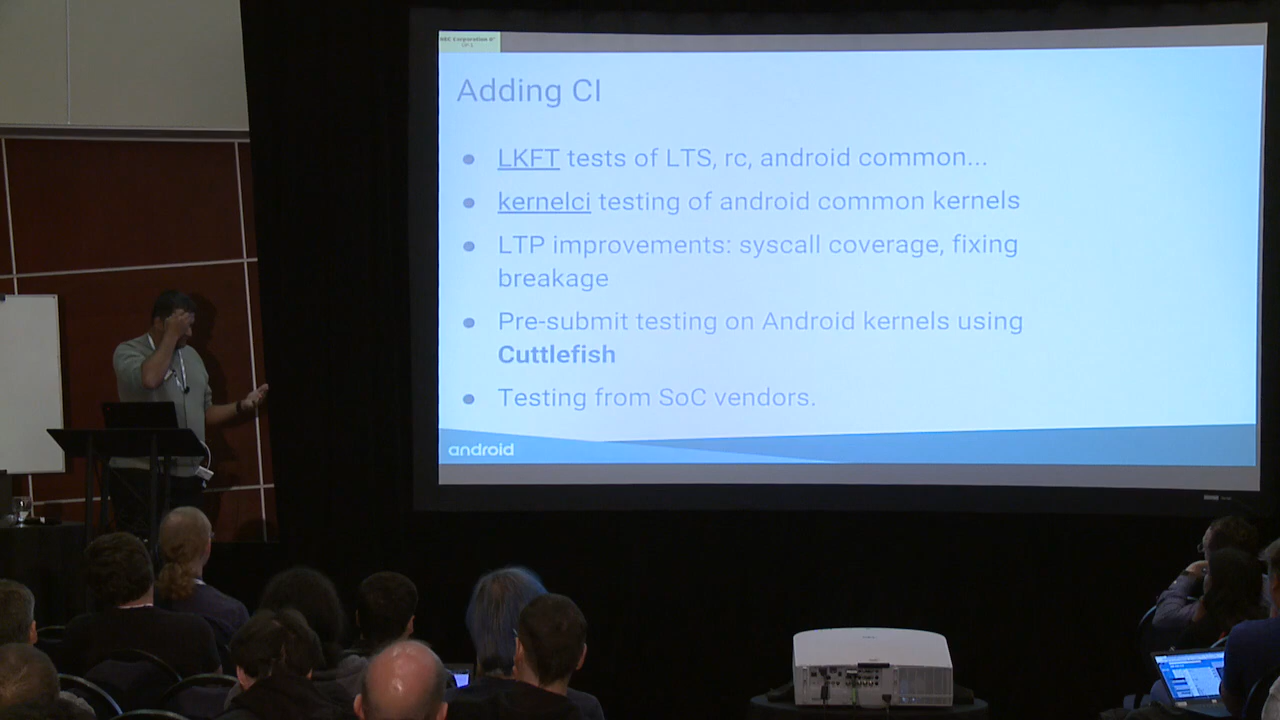 Adding CI
● LKFT tests of LTS, rc, android common...
● kernelci testing of android common kernels
● LTP improvements: syscall coverage, fixing
breakage
● Pre-submit testing on Android kernels using
Cuttlefish
● Testing from SoC vendors.
android